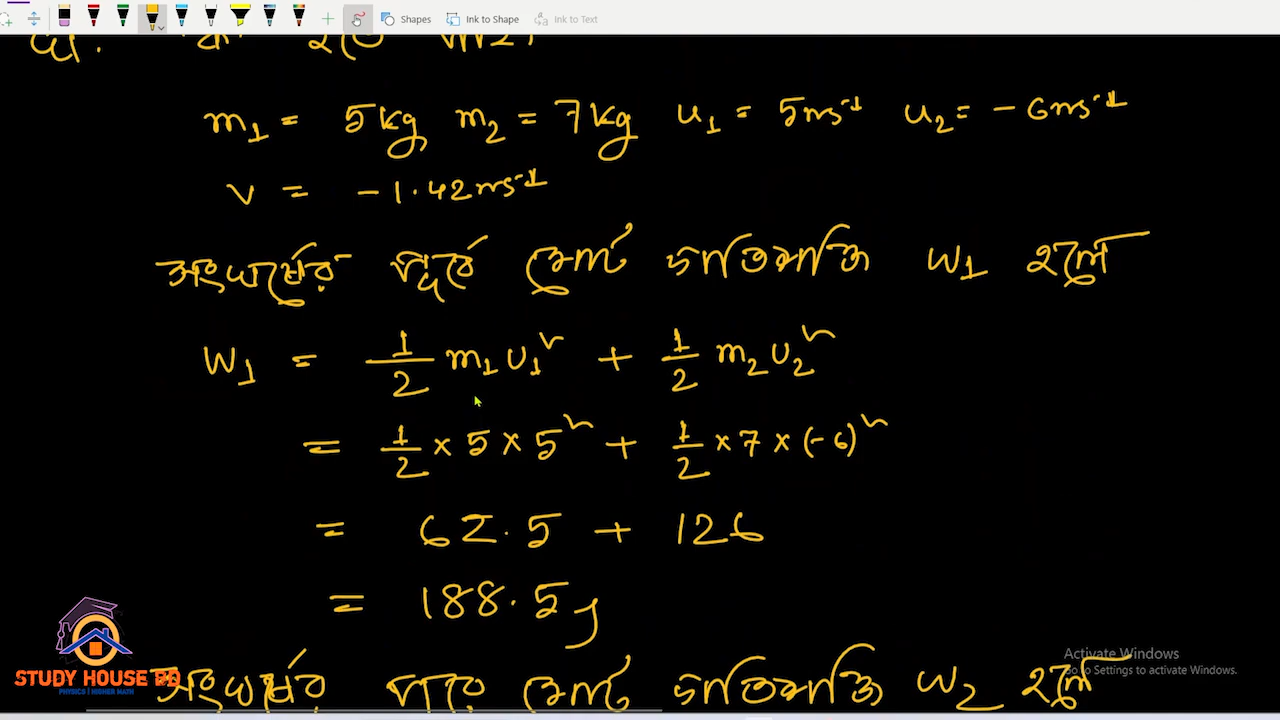 Shapes Ink to Shape Ink to Text
m₁ = 5kg, m₂ = 7kg u₁ = 5ms⁻¹ u₂ = -6ms⁻¹
v = -1.42ms⁻¹
সংঘর্ষের পূর্বে মোট গতিশক্তি W₁ হলে
W₁ = 1/2 m₁u₁² + 1/2 m₂u₂²
= 1/2 × 5 × 5² + 1/2 × 7 × (-6)²
= 62.5 + 126
= 188.5 J
সংঘর্ষের পরে মোট গতিশক্তি W₂ হলে
STUDY HOUSE BD
PHYSICS | HIGHER MATH
Activate Windows
Go to Settings to activate Windows.